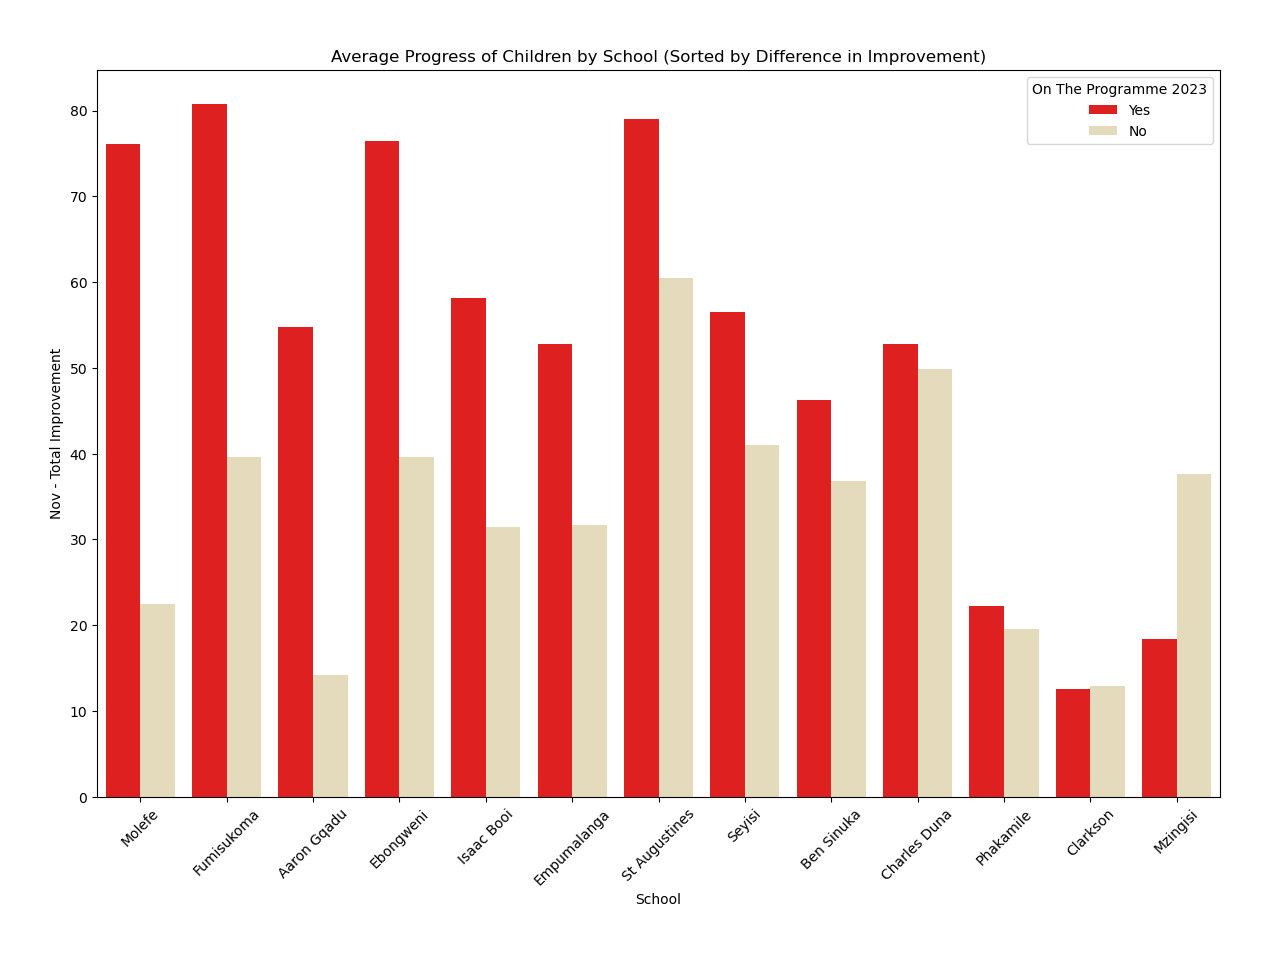 Average Progress of Children by School (Sorted by Difference in Improvement)
On The Programme 2023
Yes
No
Nov - Total Improvement
80
70
60
50
40
30
20
10
0
Molefe
Fumisukoma
Aaron Gqadu
Ebongweni
Isaac Booi
Empumalanga
St Augustines
Seyisi
Ben Sinuka
Charles Duna
Phakamile
Clarkson
Mzingisi
School